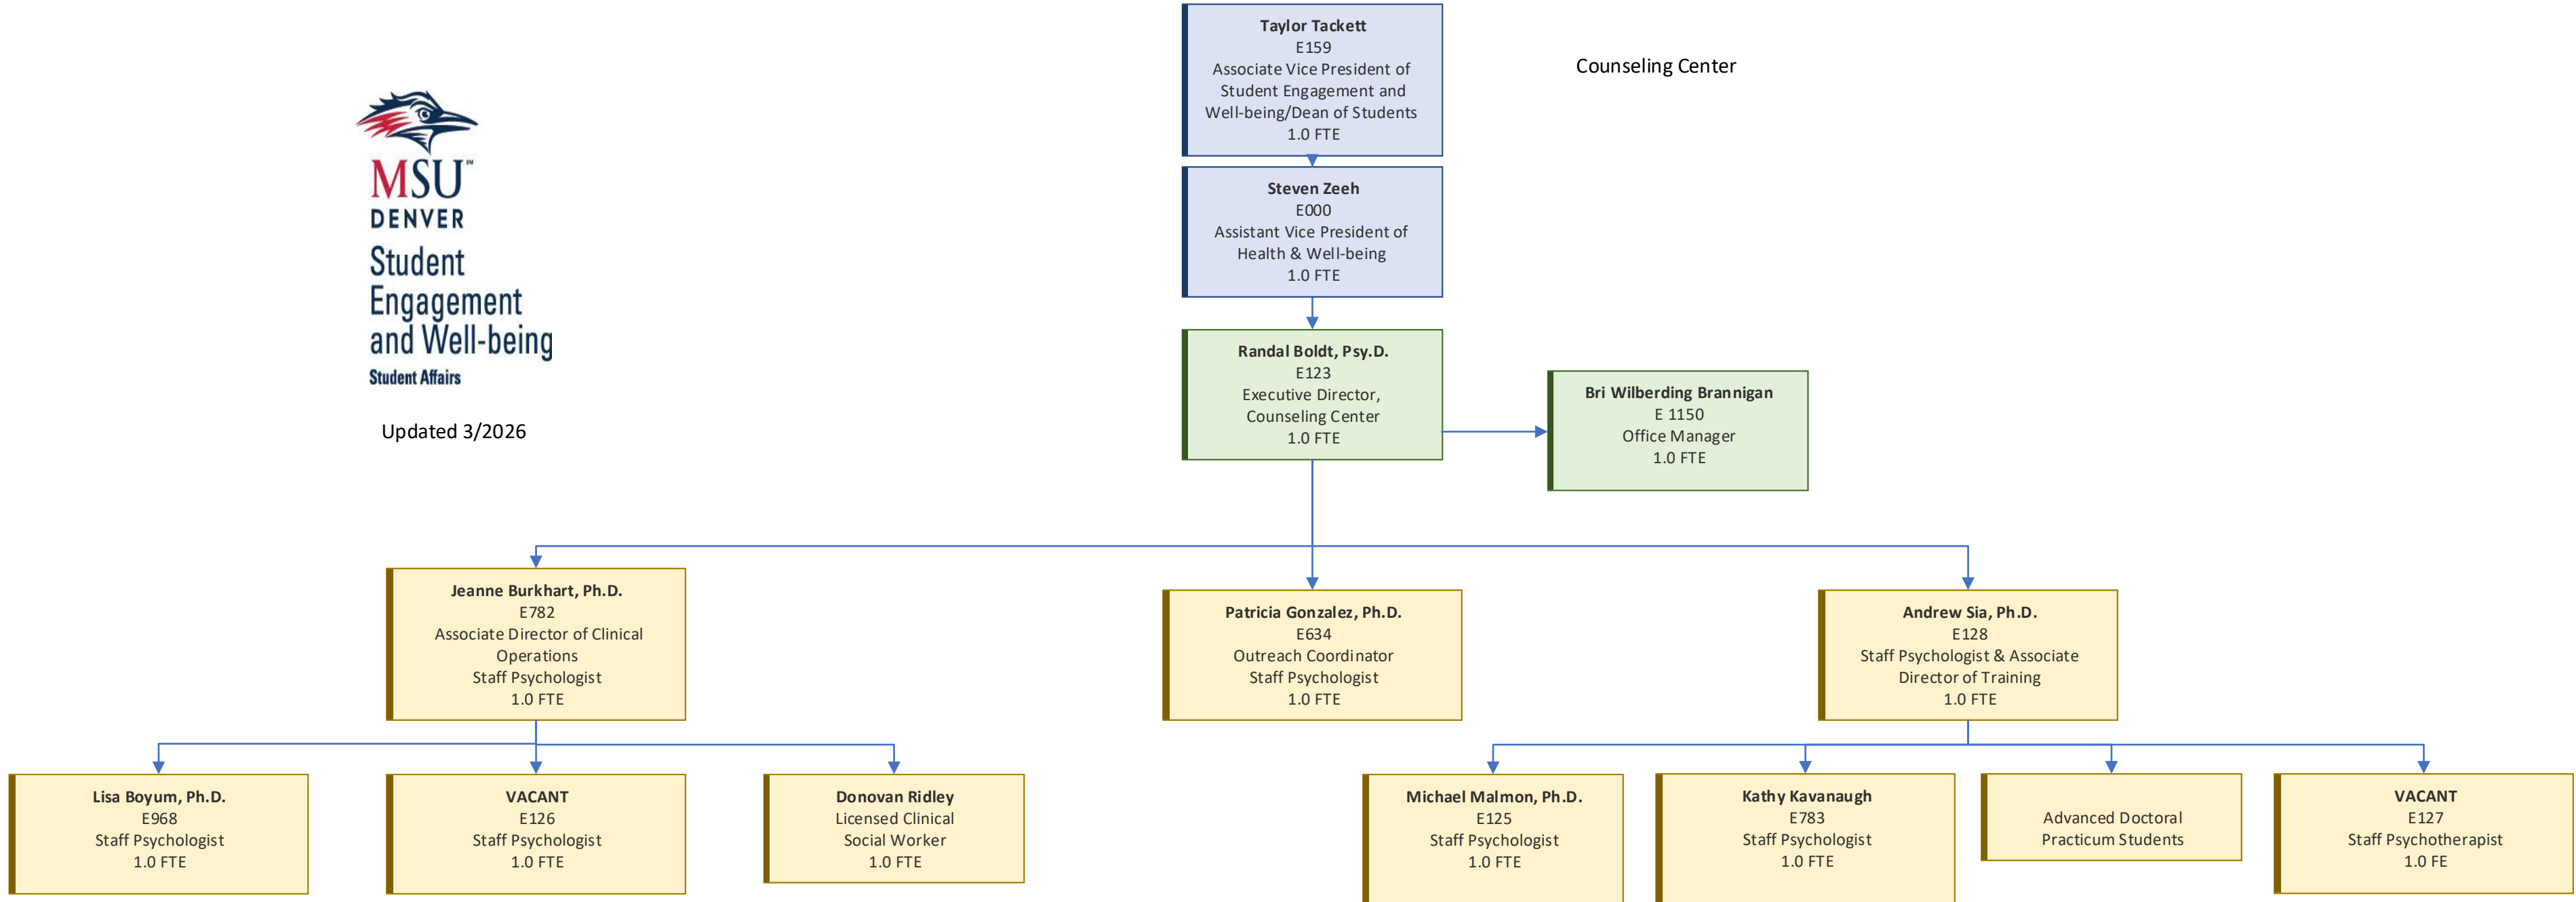 Taylor Tackett
E159
Associate Vice President of
Student Engagement and
Well-being/Dean of Students
1.0 FTE
Counseling Center
MSU℠
DENVER
Student
Engagement
and Well-being
Student Affairs
Updated 3/2026
Steven Zeeh
E000
Assistant Vice President of
Health & Well-being
1.0 FTE
Randal Boldt, Psy.D.
E123
Executive Director,
Counseling Center
1.0 FTE
Bri Wilberding Brannigan
E 1150
Office Manager
1.0 FTE
Jeanne Burkhart, Ph.D.
E782
Associate Director of Clinical
Operations
Staff Psychologist
1.0 FTE
Patricia Gonzalez, Ph.D.
E634
Outreach Coordinator
Staff Psychologist
1.0 FTE
Andrew Sia, Ph.D.
E128
Staff Psychologist & Associate
Director of Training
1.0 FTE
Lisa Boyum, Ph.D.
E968
Staff Psychologist
1.0 FTE
VACANT
E126
Staff Psychologist
1.0 FTE
Donovan Ridley
Licensed Clinical
Social Worker
1.0 FTE
Michael Malmon, Ph.D.
E125
Staff Psychologist
1.0 FTE
Kathy Kavanaugh
E783
Staff Psychologist
1.0 FTE
Advanced Doctoral
Practicum Students
VACANT
E127
Staff Psychotherapist
1.0 FE